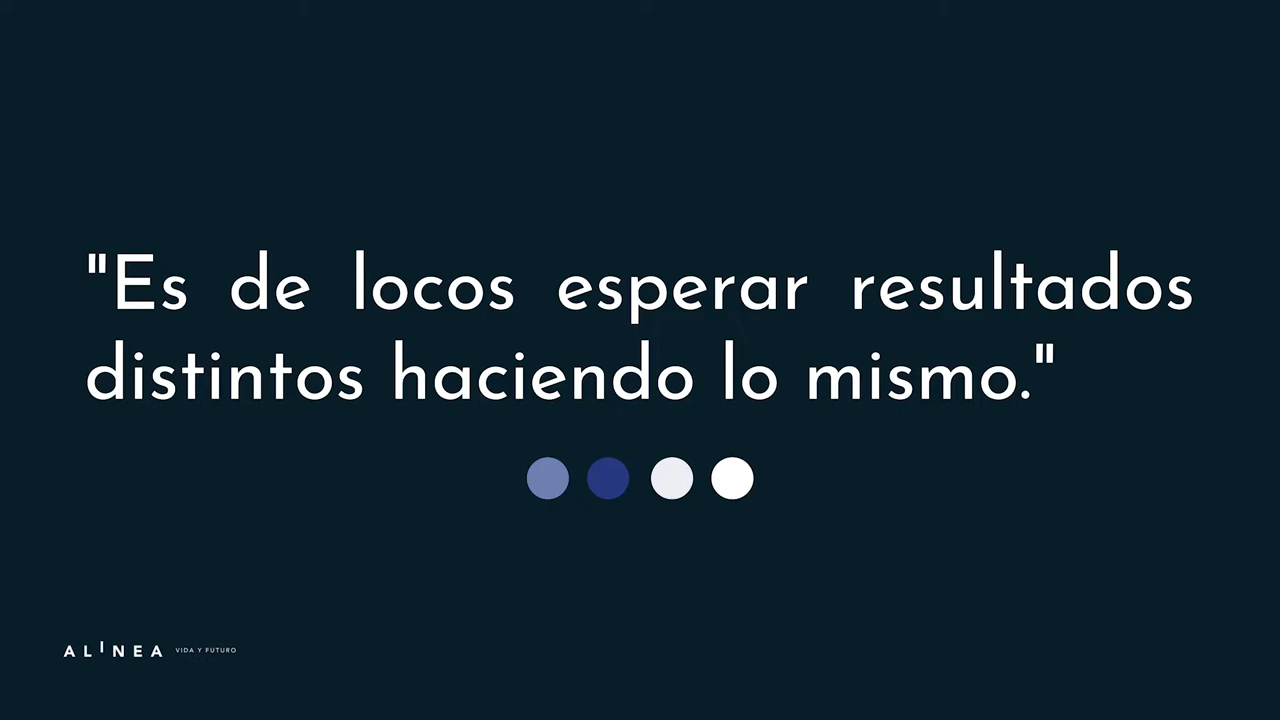 "Es de locos esperar resultados
distintos haciendo lo mismo."
ALINEA VIDA Y FUTURO